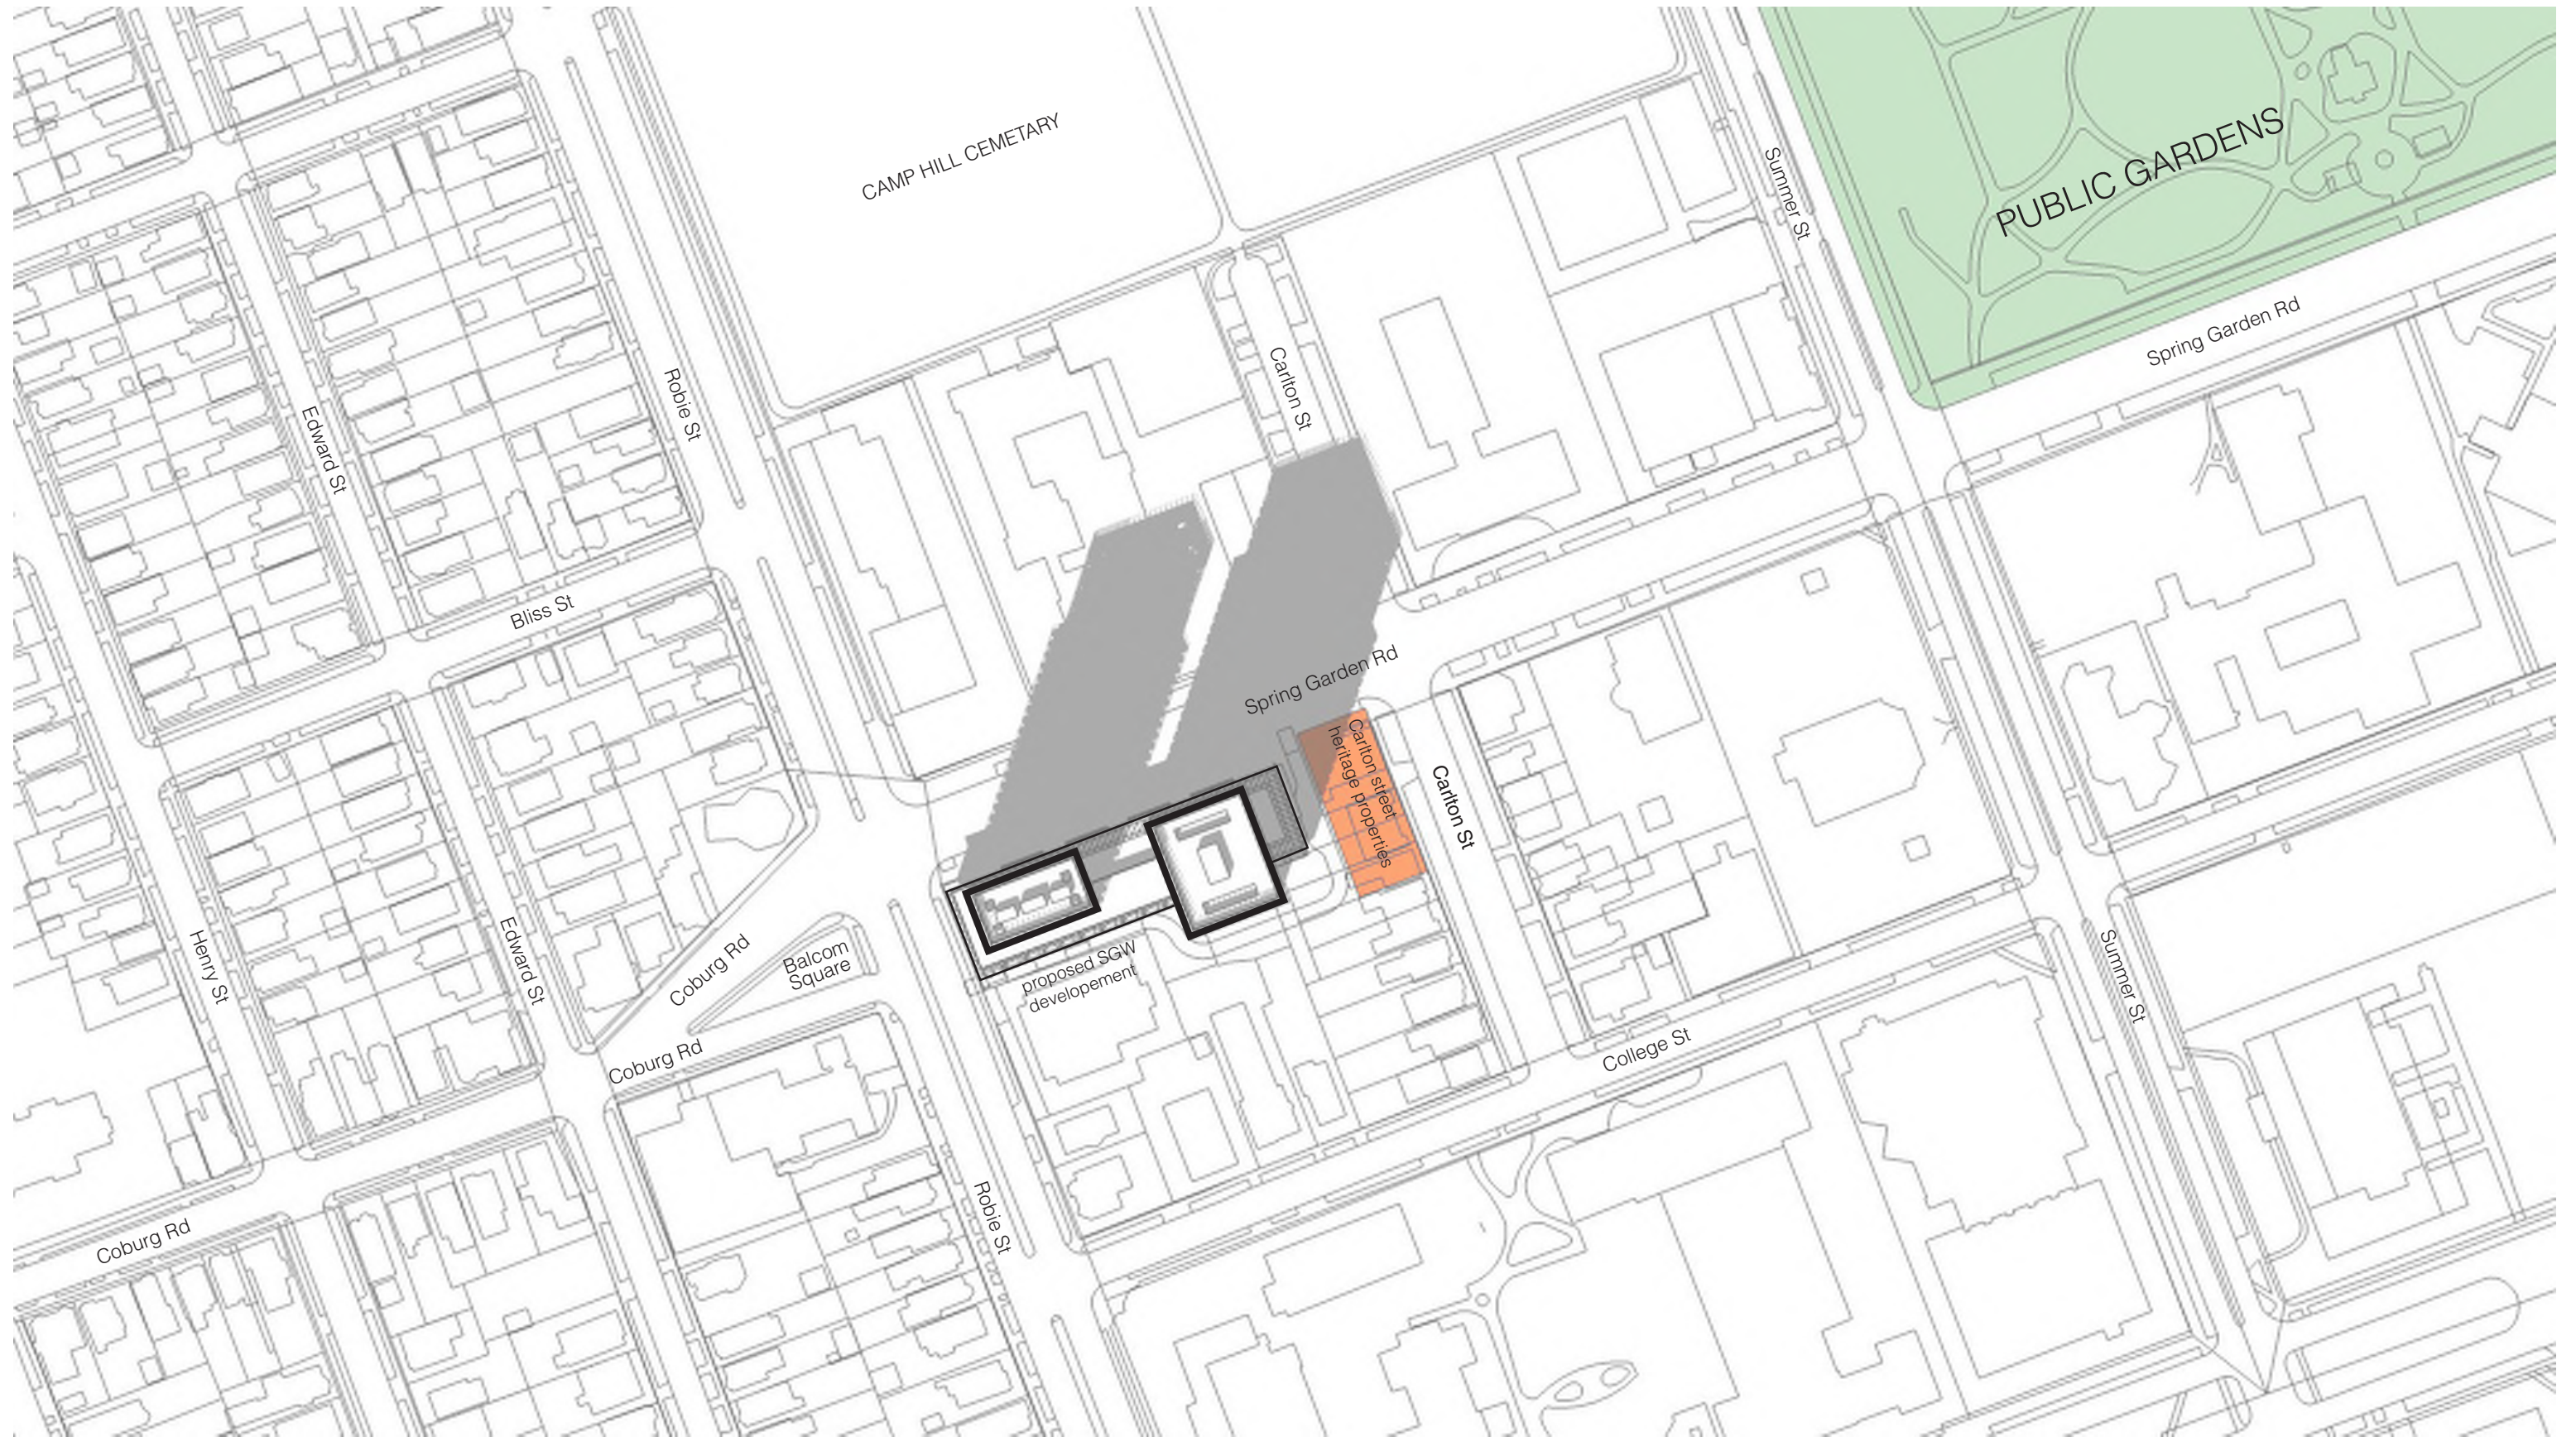 CAMP HILL CEMETARY
Summer St
PUBLIC GARDENS
Spring Garden Rd
Carlton St
Robie St
Edward St
Bliss St
Spring Garden Rd
Carlton street
heritage properties
Carlton St
Henry St
Edward St
Coburg Rd
Balcom
Square
proposed SGW
developement
Summer St
Coburg Rd
College St
Robie St
Coburg Rd